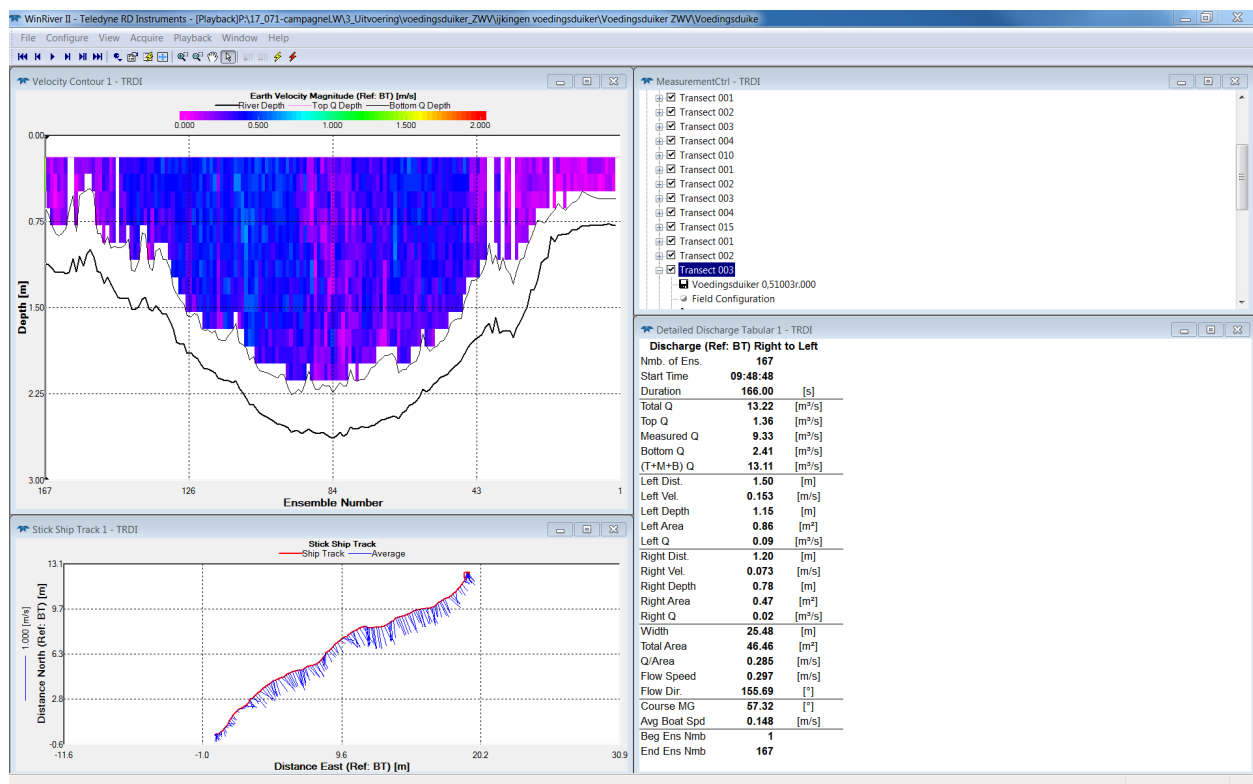 WinRiver II - Teledyne RD Instruments - [Playback]P:\17_071-campagneLW\3_Uitvoering\voedingsduiker_ZWV\ijkingen voedingsduiker\Voedingsduiker ZWV\Voedingsduike
File Configure View Acquire Playback Window Help
Velocity Contour 1 - TRDI
Earth Velocity Magnitude (Ref: BT) [m/s]
River Depth Top Q Depth Bottom Q Depth
0.000 0.500 1.000 1.500 2.000
0.00
0.75
1.50
2.25
3.00
Depth [m]
167 126 84 43 1
Ensemble Number
Stick Ship Track 1 - TRDI
Stick Ship Track
Ship Track Average
13.1
9.7
6.3
2.8
-0.6
1.000 [m/s]
Distance North (Ref: BT) [m]
-11.6 -1.0 9.6 20.2 30.9
Distance East (Ref: BT) [m]
MeasurementCtrl - TRDI
Transect 001
Transect 002
Transect 003
Transect 004
Transect 010
Transect 001
Transect 002
Transect 003
Transect 004
Transect 015
Transect 001
Transect 002
Transect 003
Voedingsduiker 0,51003r.000
Field Configuration
Detailed Discharge Tabular 1 - TRDI
Discharge (Ref: BT) Right to Left
Nmb. of Ens. 167
Start Time 09:48:48
Duration 166.00 [s]
Total Q 13.22 [m³/s]
Top Q 1.36 [m³/s]
Measured Q 9.33 [m³/s]
Bottom Q 2.41 [m³/s]
(T+M+B) Q 13.11 [m³/s]
Left Dist. 1.50 [m]
Left Vel. 0.153 [m/s]
Left Depth 1.15 [m]
Left Area 0.86 [m²]
Left Q 0.09 [m³/s]
Right Dist. 1.20 [m]
Right Vel. 0.073 [m/s]
Right Depth 0.78 [m]
Right Area 0.47 [m²]
Right Q 0.02 [m³/s]
Width 25.48 [m]
Total Area 46.46 [m²]
Q/Area 0.285 [m/s]
Flow Speed 0.297 [m/s]
Flow Dir. 155.69 [°]
Course MG 57.32 [°]
Avg Boat Spd 0.148 [m/s]
Beg Ens Nmb 1
End Ens Nmb 167